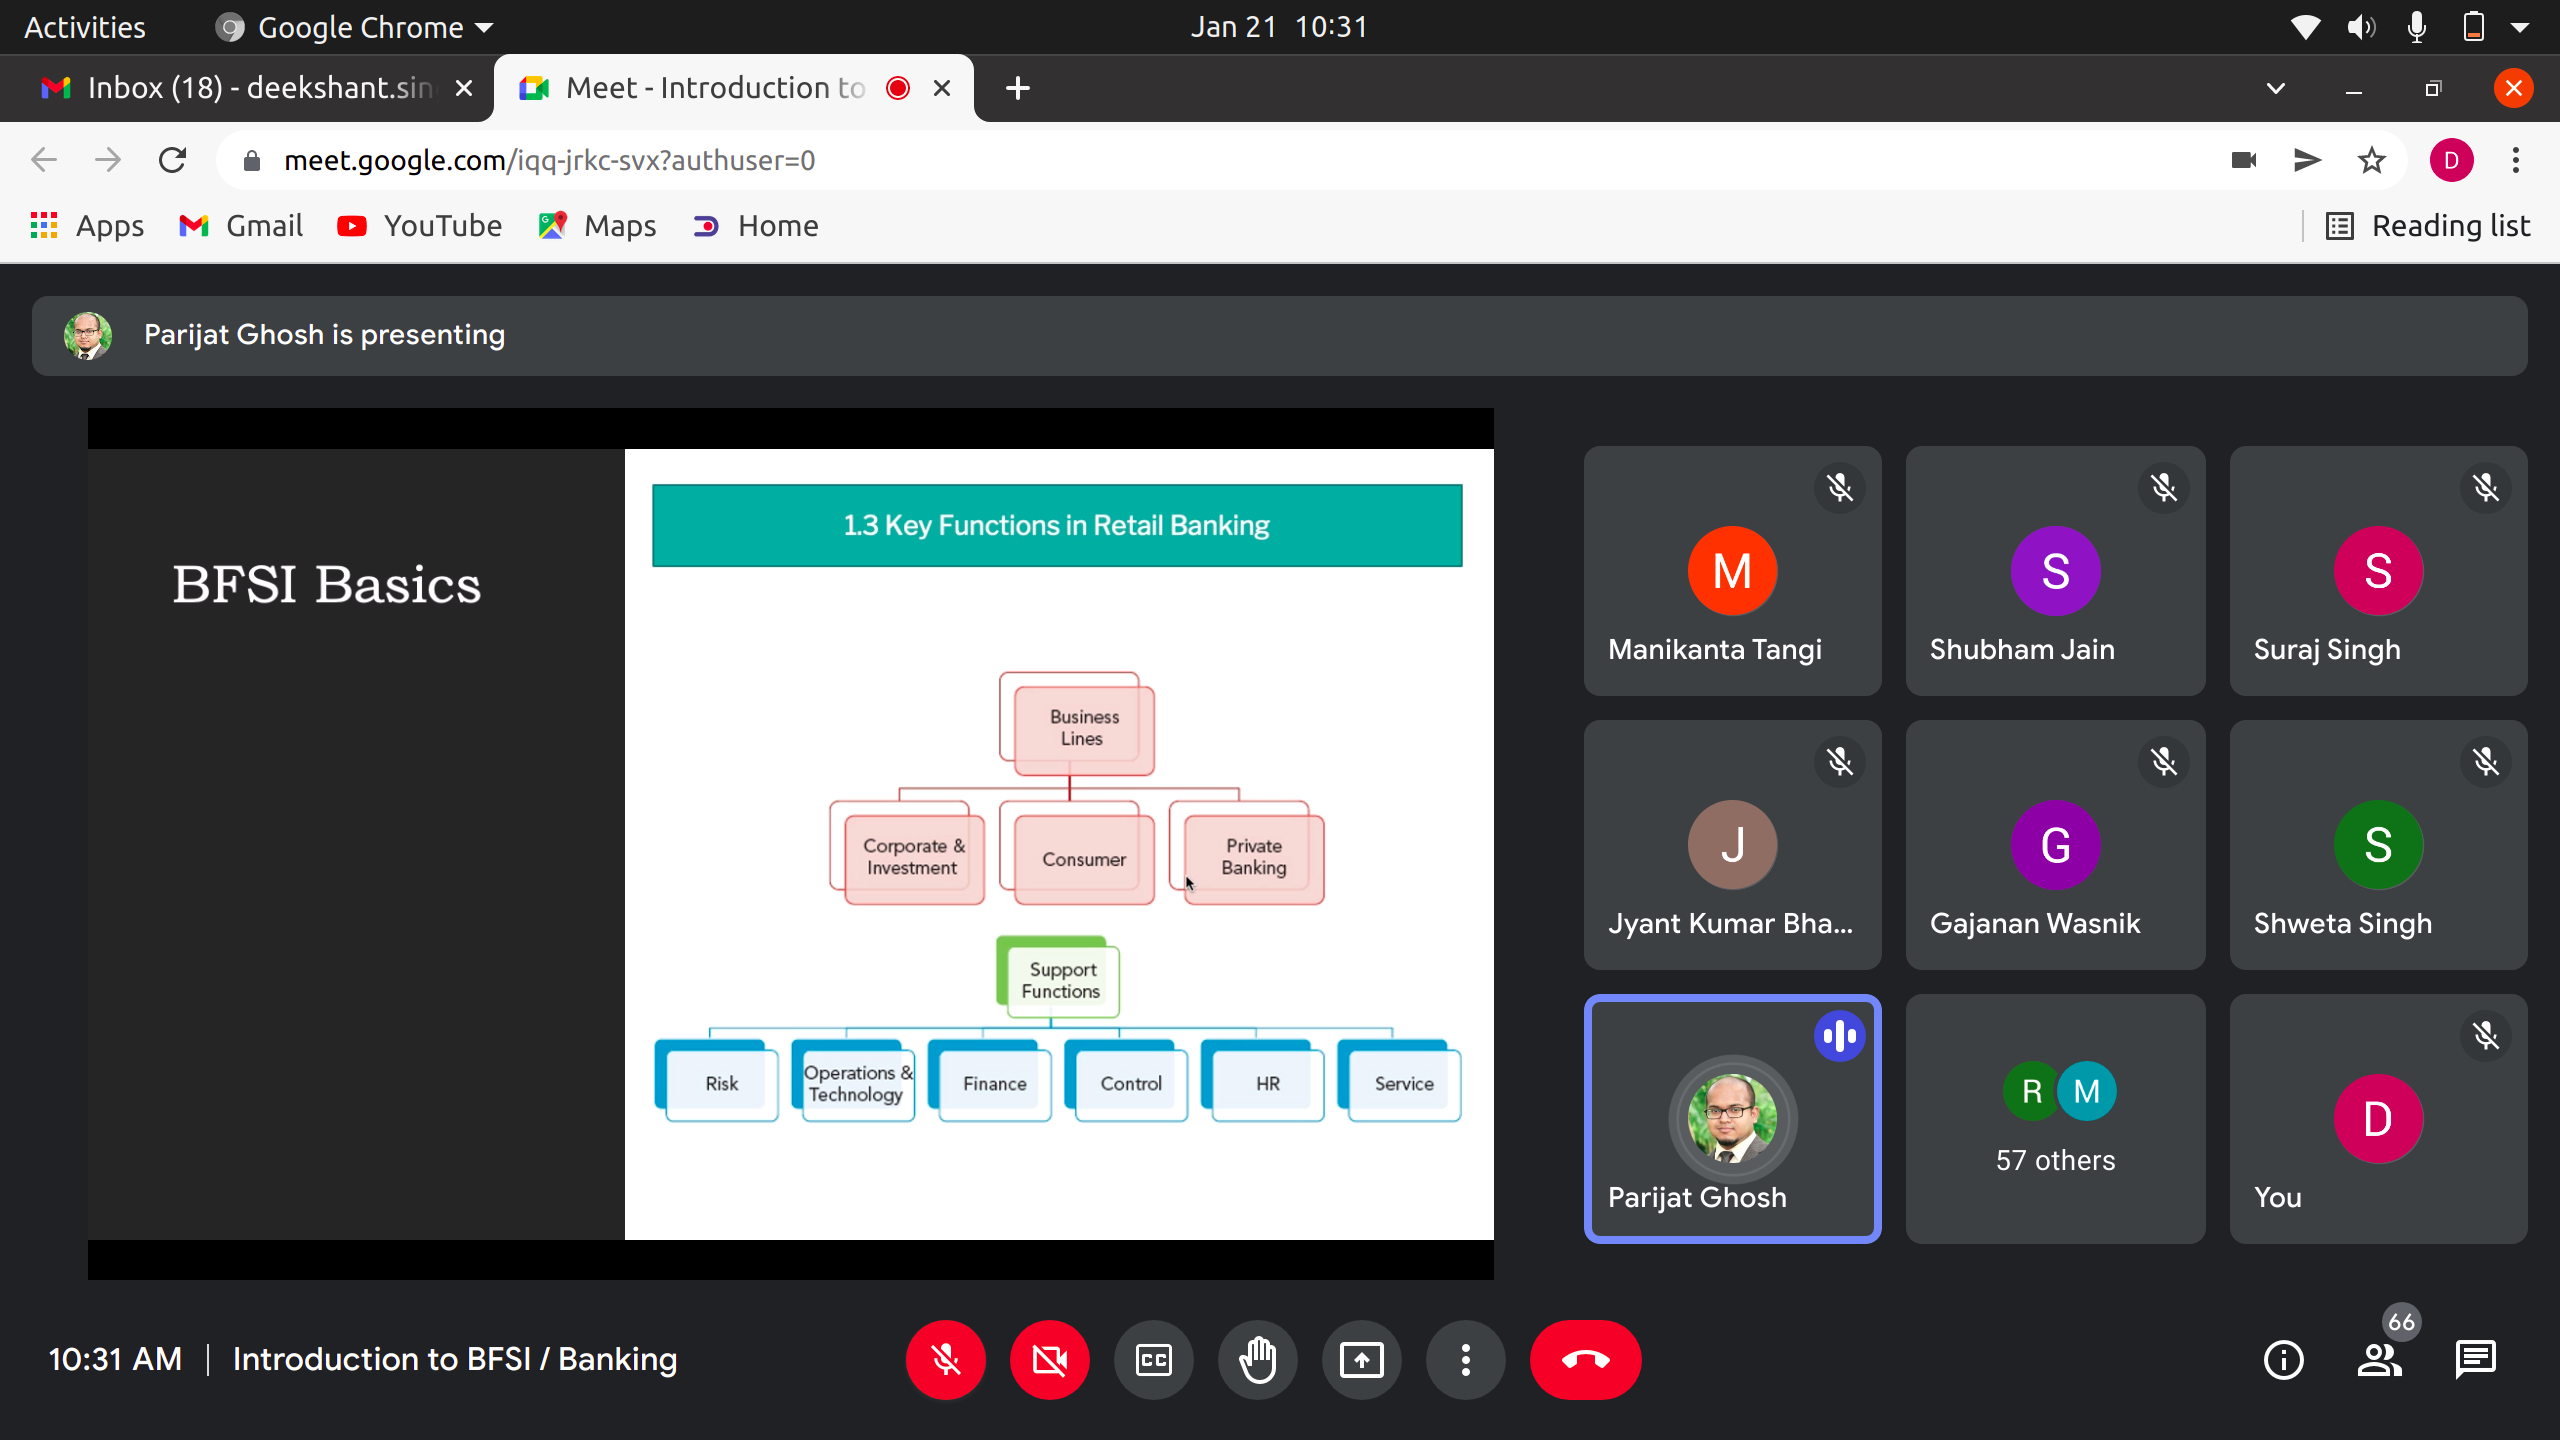 Activities
Google Chrome
Jan 21 10:31
Inbox (18) - deekshant.sin
Meet - Introduction to
meet.google.com/iqq-jrkc-svx?authuser=0
D
Apps
Gmail
YouTube
Maps
Home
Reading list
Parijat Ghosh is presenting
BFSI Basics
1.3 Key Functions in Retail Banking
Business
Lines
Corporate &
Investment
Consumer
Private
Banking
Support
Functions
Risk
Operations &
Technology
Finance
Control
HR
Service
M
Manikanta Tangi
S
Shubham Jain
S
Suraj Singh
J
Jyant Kumar Bha...
G
Gajanan Wasnik
S
Shweta Singh
Parijat Ghosh
R M
57 others
D
You
10:31 AM | Introduction to BFSI / Banking
CC
66